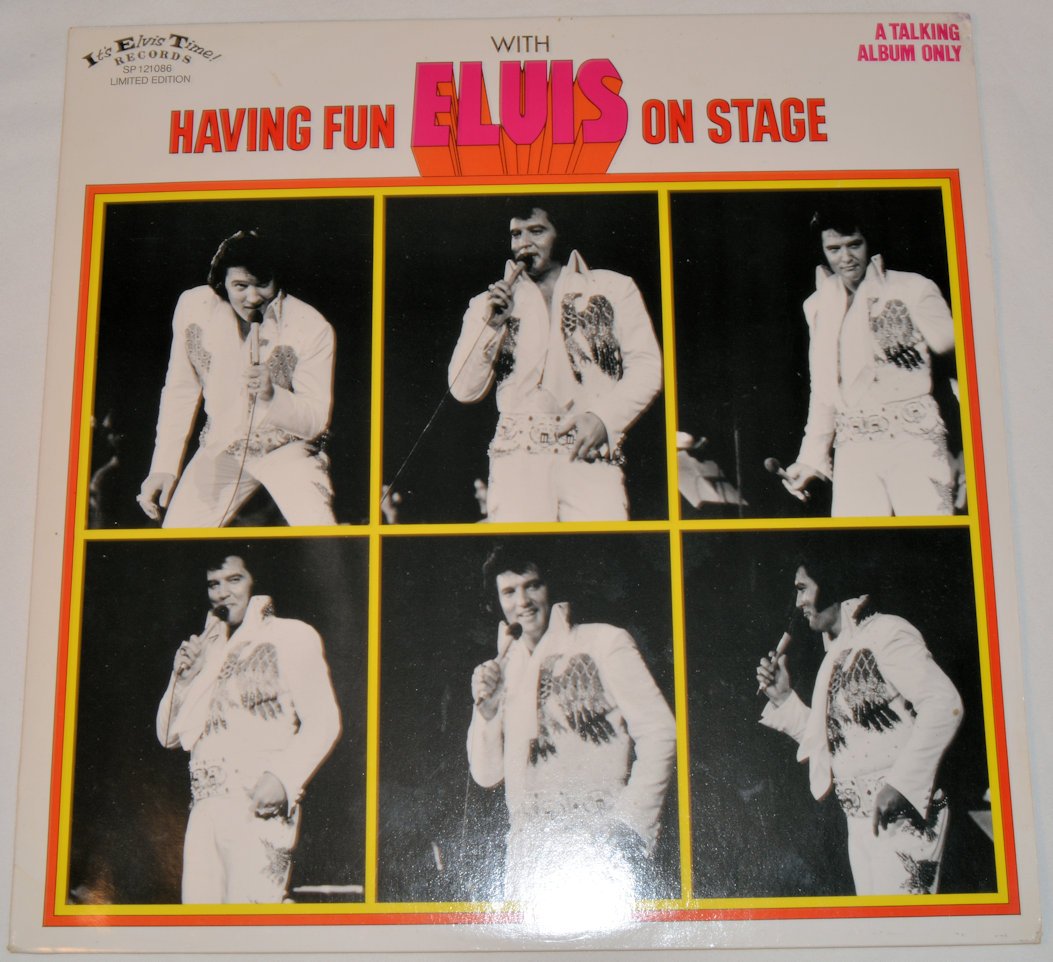 It's Elvis Time!
RECORDS
SP 121086
LIMITED EDITION
A TALKING
ALBUM ONLY
WITH
HAVING FUN ELVIS ON STAGE